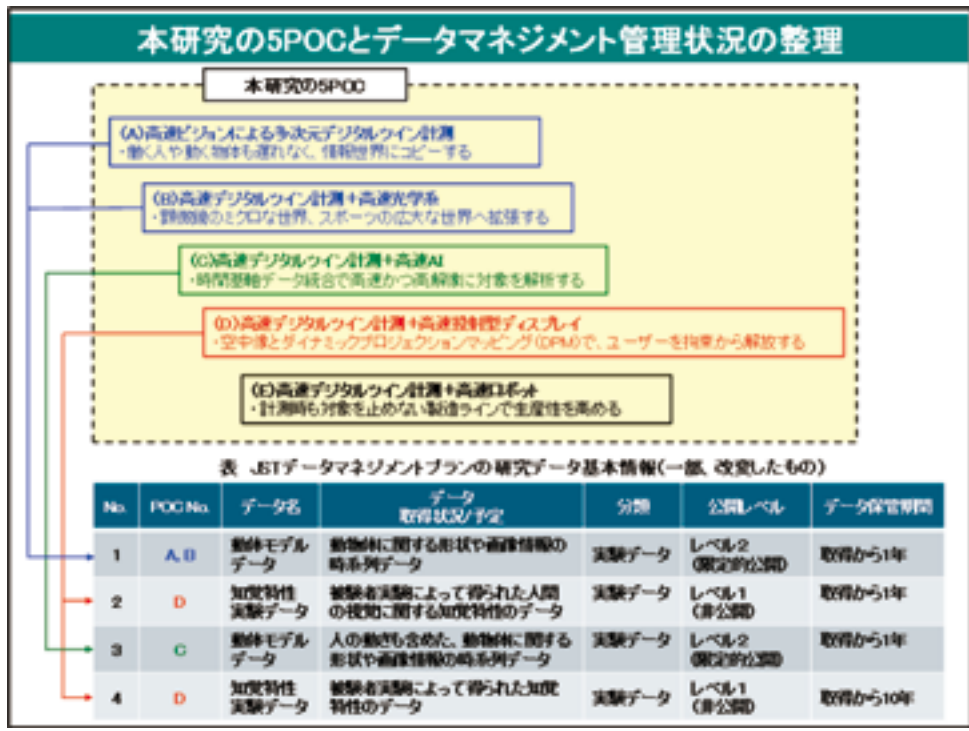 本研究の5POCとデータマネジメント管理状況の整理
本研究の5POC
(A)高速ビジョンによる多次元デジタルツイン計測
・働く人や動く物体も遅れなく、情報世界にコピーする
(B)高速デジタルツイン計測+高速光学系
・顕微鏡のミクロな世界、スポーツの広大な世界へ拡張する
(C)高速デジタルツイン計測+高速AI
・時間基軸データ統合で高速かつ高解像に対象を解析する
(D)高速デジタルツイン計測+高速投射型ディスプレイ
・空中像とダイナミックプロジェクションマッピング(DPM)で、ユーザーを拘束から解放する
(E)高速デジタルツイン計測+高速ロボット
・計測時も対象を止めない製造ラインで生産性を高める
表 JSTデータマネジメントプランの研究データ基本情報(一部、改変したもの)
No. POC No. データ名 データ取得状況/予定 分類 公開レベル データ保管期間
1 A, B 動体モデルデータ 動物体に関する形状や画像情報の時系列データ 実験データ レベル2(限定的公開) 取得から1年
2 D 知覚特性実験データ 被験者実験によって得られた人間の視覚に関する知覚特性のデータ 実験データ レベル1(非公開) 取得から1年
3 C 動体モデルデータ 人の動きも含めた、動物体に関する形状や画像情報の時系列データ 実験データ レベル2(限定的公開) 取得から1年
4 D 知覚特性実験データ 被験者実験によって得られた知覚特性のデータ 実験データ レベル1(非公開) 取得から10年